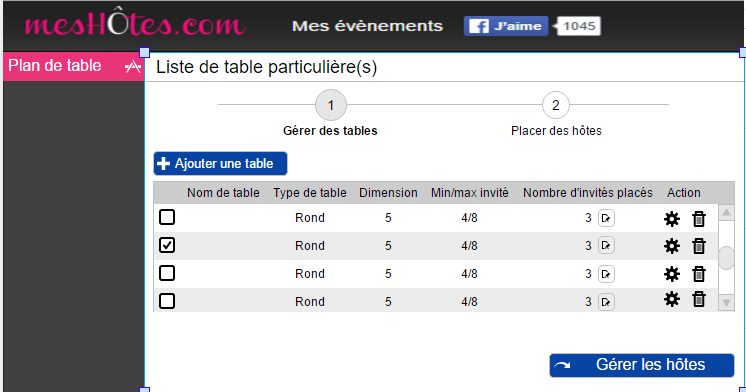 mesHÔtes.com Mes évènements J'aime 1045
Plan de table
Liste de table particulière(s)
1 2
Gérer des tables Placer des hôtes
Ajouter une table
Nom de table Type de table Dimension Min/max invité Nombre d'invités placés Action
Rond 5 4/8 3
Rond 5 4/8 3
Rond 5 4/8 3
Rond 5 4/8 3
Gérer les hôtes